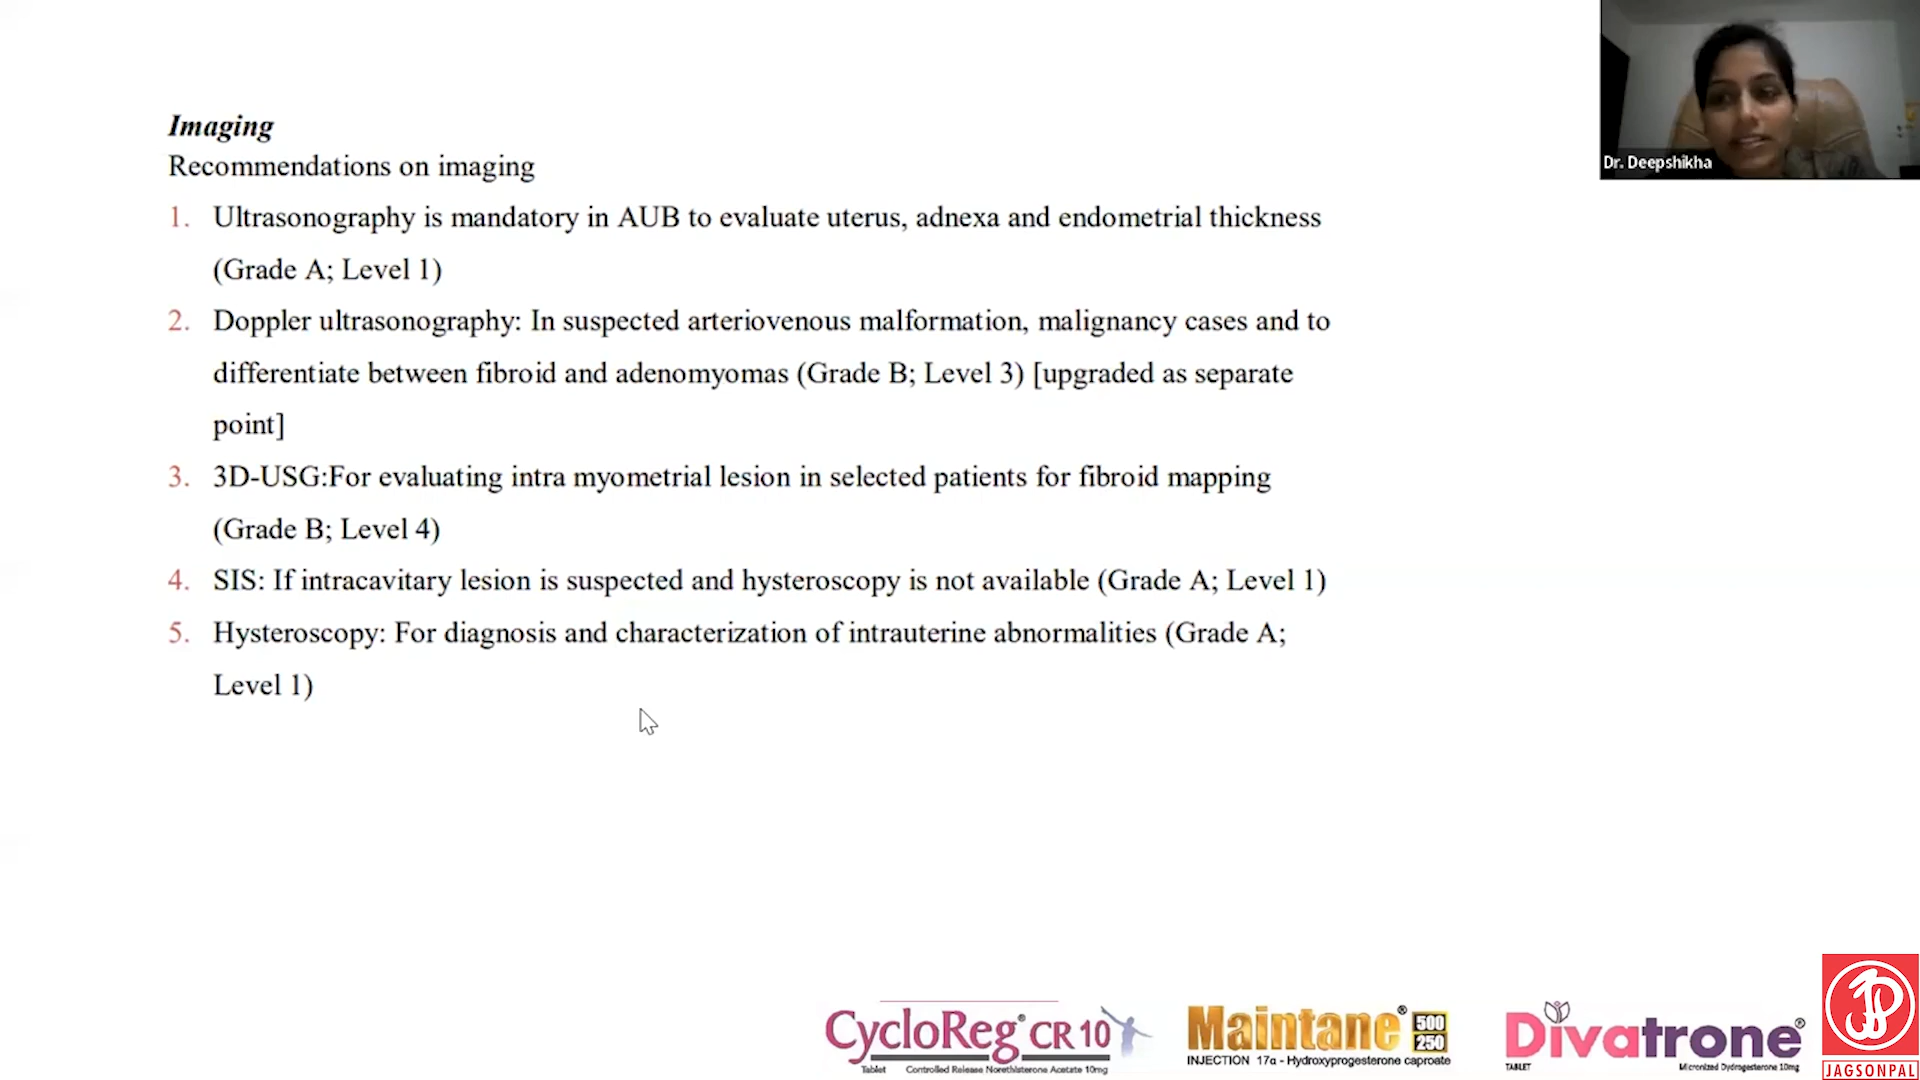 Imaging
Recommendations on imaging
1. Ultrasonography is mandatory in AUB to evaluate uterus, adnexa and endometrial thickness
(Grade A; Level 1)
2. Doppler ultrasonography: In suspected arteriovenous malformation, malignancy cases and to
differentiate between fibroid and adenomyomas (Grade B; Level 3) [upgraded as separate
point]
3. 3D-USG:For evaluating intra myometrial lesion in selected patients for fibroid mapping
(Grade B; Level 4)
4. SIS: If intracavitary lesion is suspected and hysteroscopy is not available (Grade A; Level 1)
5. Hysteroscopy: For diagnosis and characterization of intrauterine abnormalities (Grade A;
Level 1)
Dr. Deepshikha
CycloReg® CR 10
Tablet Controlled Release Norethisterone Acetate 10mg
Maintane® 500 250
INJECTION 17α - Hydroxyprogesterone caproate
Divatrone®
TABLET Micronized Dydrogesterone 10mg
JAGSONPAL